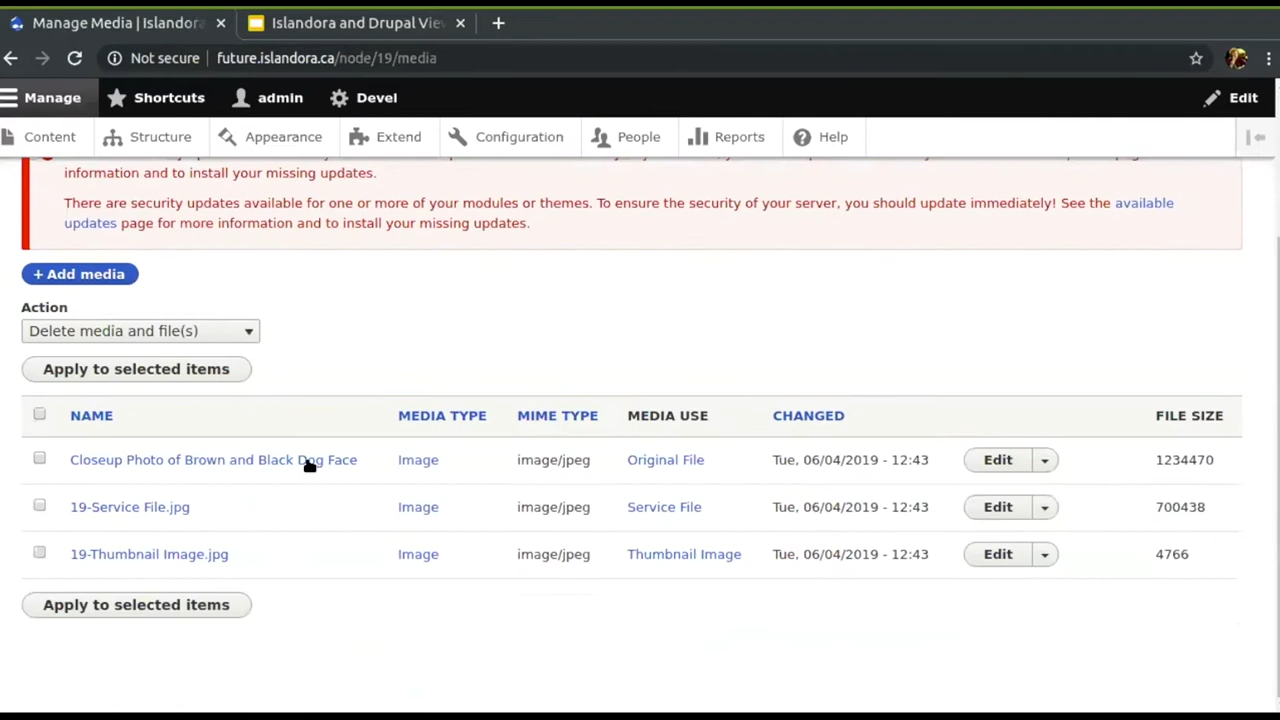 Manage Media | Islandora
Islandora and Drupal Vie
Not secure
future.islandora.ca/node/19/media
Manage
Shortcuts
admin
Devel
Edit
Content
Structure
Appearance
Extend
Configuration
People
Reports
Help
information and to install your missing updates.
There are security updates available for one or more of your modules or themes. To ensure the security of your server, you should update immediately! See the available
updates page for more information and to install your missing updates.
+ Add media
Action
Delete media and file(s)
Apply to selected items
NAME MEDIA TYPE MIME TYPE MEDIA USE CHANGED FILE SIZE
Closeup Photo of Brown and Black Dog Face Image image/jpeg Original File Tue, 06/04/2019 - 12:43 Edit 1234470
19-Service File.jpg Image image/jpeg Service File Tue, 06/04/2019 - 12:43 Edit 700438
19-Thumbnail Image.jpg Image image/jpeg Thumbnail Image Tue, 06/04/2019 - 12:43 Edit 4766
Apply to selected items